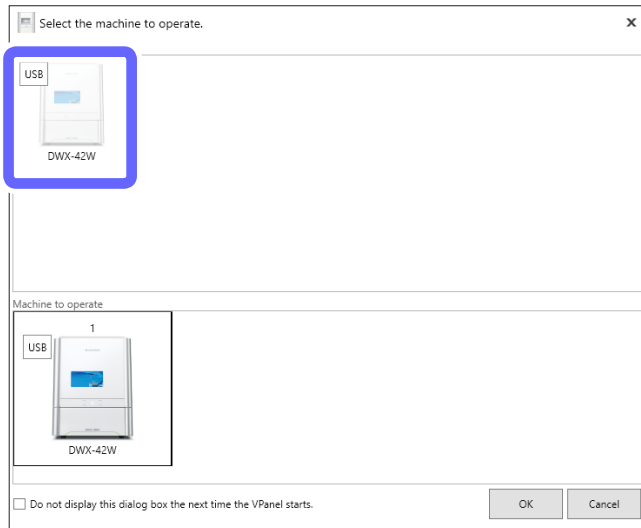 Select the machine to operate.
USB
DWX-42W
Machine to operate
1
USB
DWX-42W
Do not display this dialog box the next time the VPanel starts.
OK
Cancel